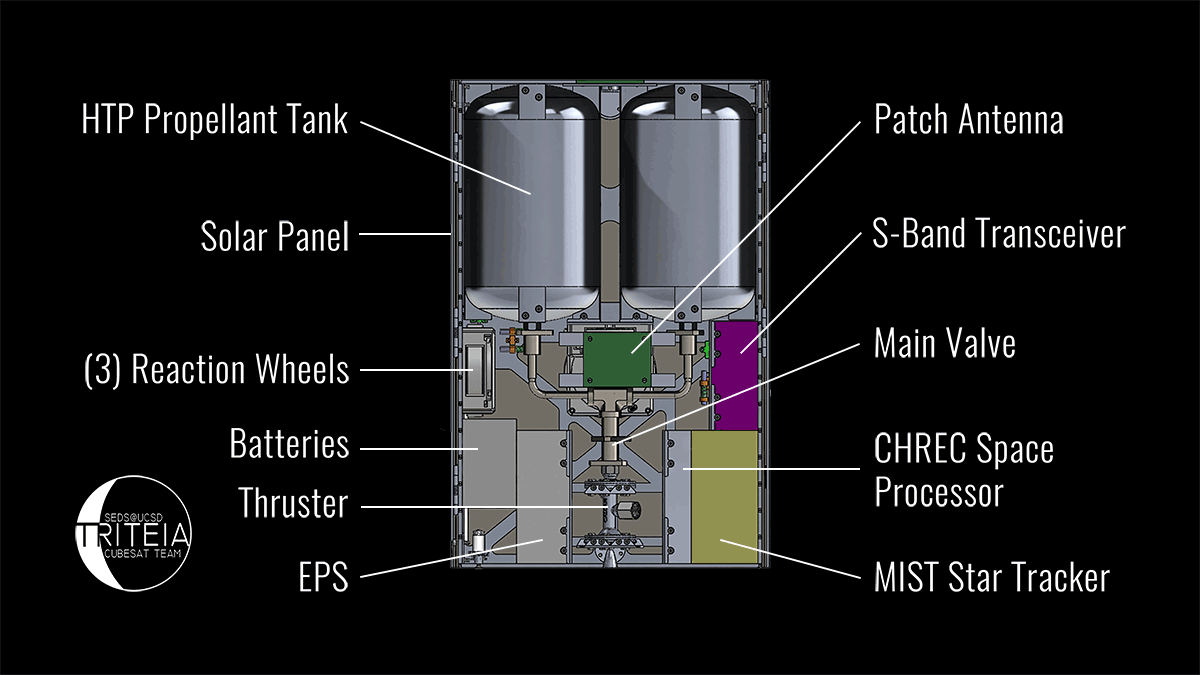 HTP Propellant Tank
Solar Panel
(3) Reaction Wheels
Batteries
Thruster
EPS
Patch Antenna
S-Band Transceiver
Main Valve
CHREC Space
Processor
MIST Star Tracker
SEDS@UCSD
TRITEIA
CUBESAT TEAM